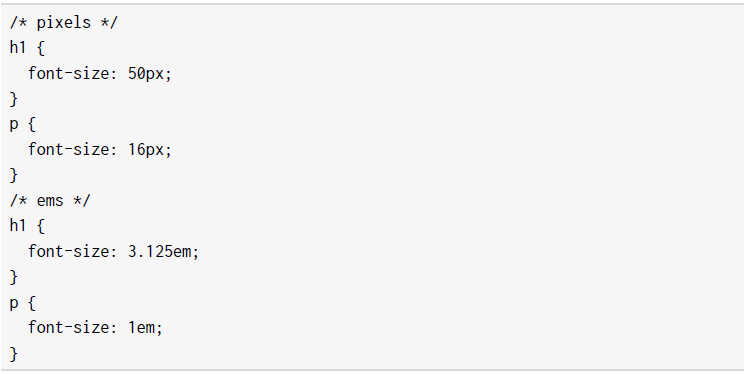 /* pixels */
h1 {
  font-size: 50px;
}
p {
  font-size: 16px;
}
/* ems */
h1 {
  font-size: 3.125em;
}
p {
  font-size: 1em;
}